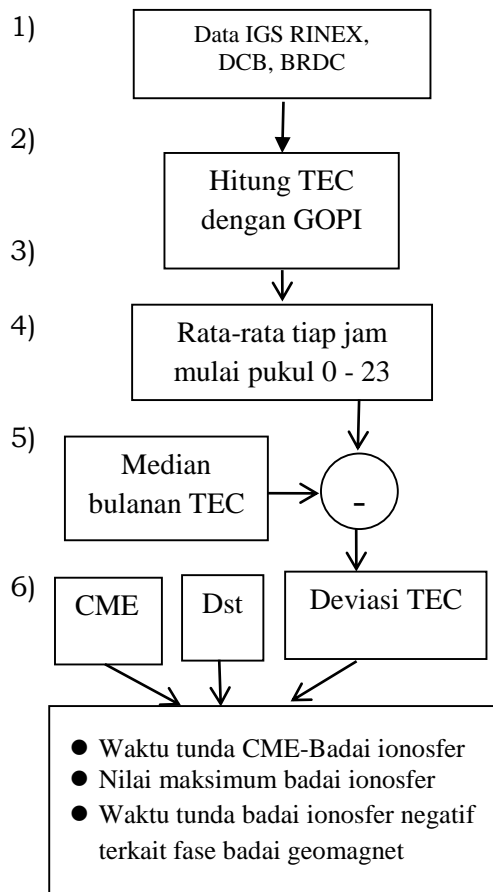 1)
Data IGS RINEX,
DCB, BRDC
2)
Hitung TEC
dengan GOPI
3)
4)
Rata-rata tiap jam
mulai pukul 0 - 23
5)
Median
bulanan TEC
-
6)
CME
Dst
Deviasi TEC
● Waktu tunda CME-Badai ionosfer
● Nilai maksimum badai ionosfer
● Waktu tunda badai ionosfer negatif
terkait fase badai geomagnet